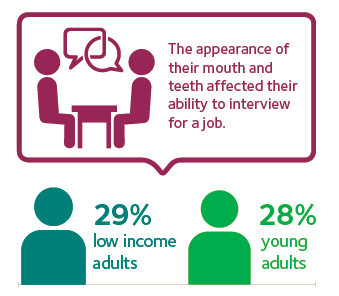 The appearance of
their mouth and
teeth affected their
ability to interview
for a job.
29%
low income
adults
28%
young
adults